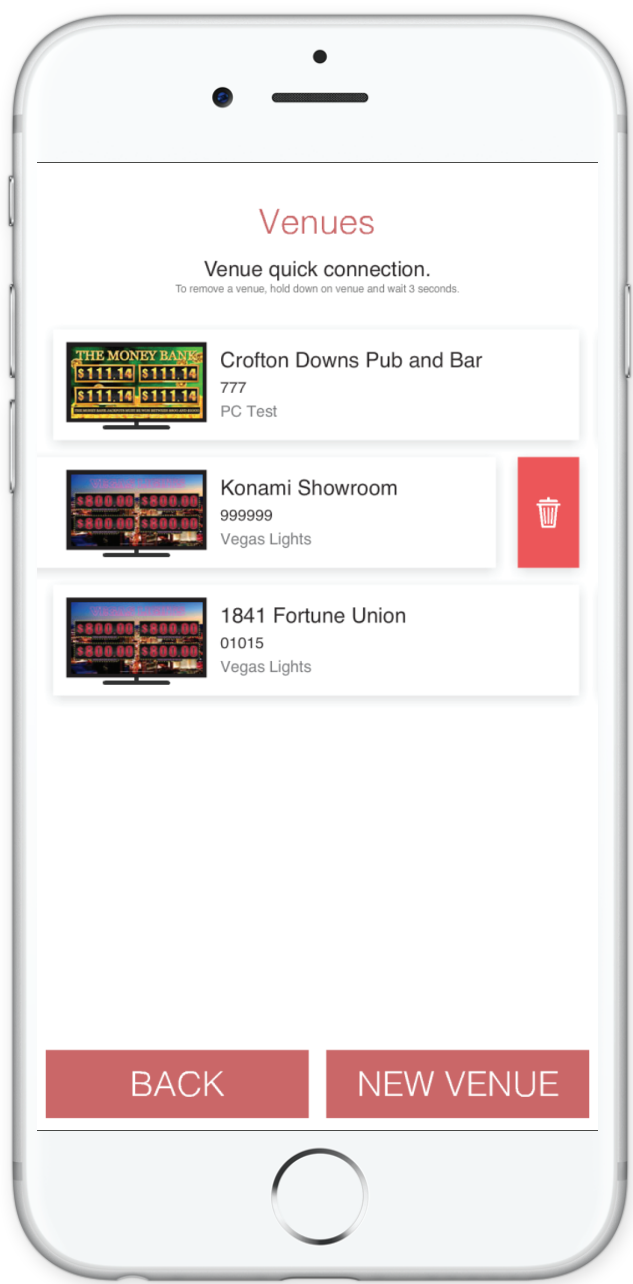 Venues
Venue quick connection.
To remove a venue, hold down on venue and wait 3 seconds.
THE MONEY BANK
$111.14 $111.14
$111.14 $111.14
Crofton Downs Pub and Bar
777
PC Test
$800.00 $800.00
$800.00 $800.00
Konami Showroom
999999
Vegas Lights
$800.00 $800.00
$800.00 $800.00
1841 Fortune Union
01015
Vegas Lights
BACK
NEW VENUE